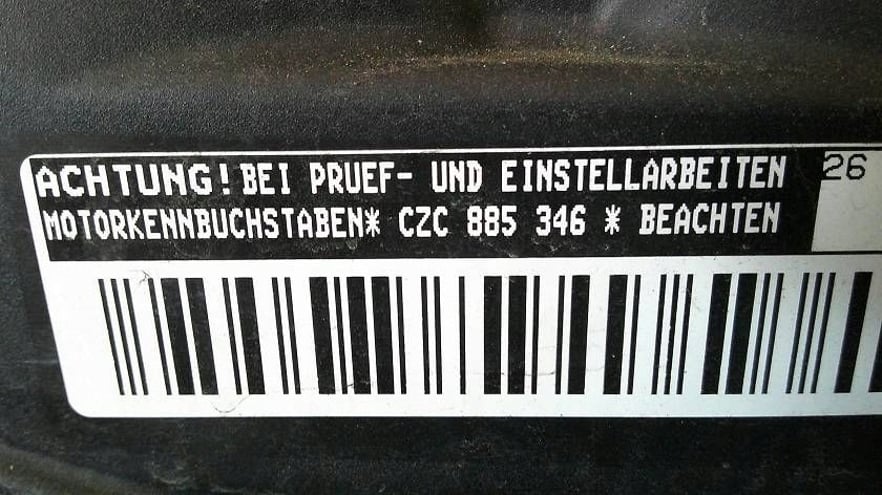 ACHTUNG! BEI PRUEF- UND EINSTELLARBEITEN 26
MOTORKENNBUCHSTABEN* CZC 885 346 * BEACHTEN